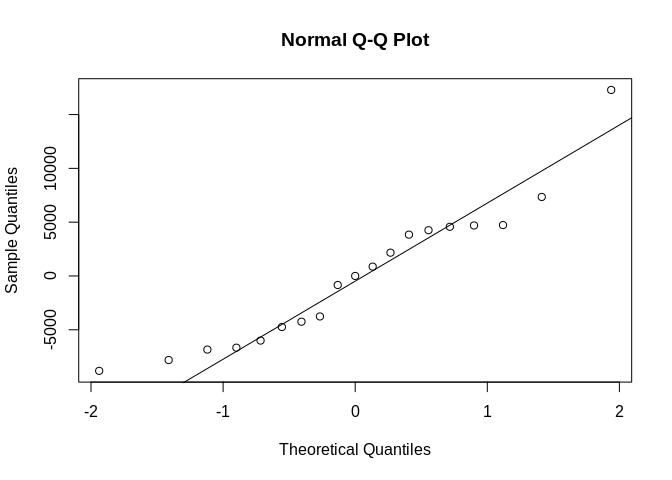 Normal Q-Q Plot
Sample Quantiles
10000
5000
0
-5000
-2 -1 0 1 2
Theoretical Quantiles